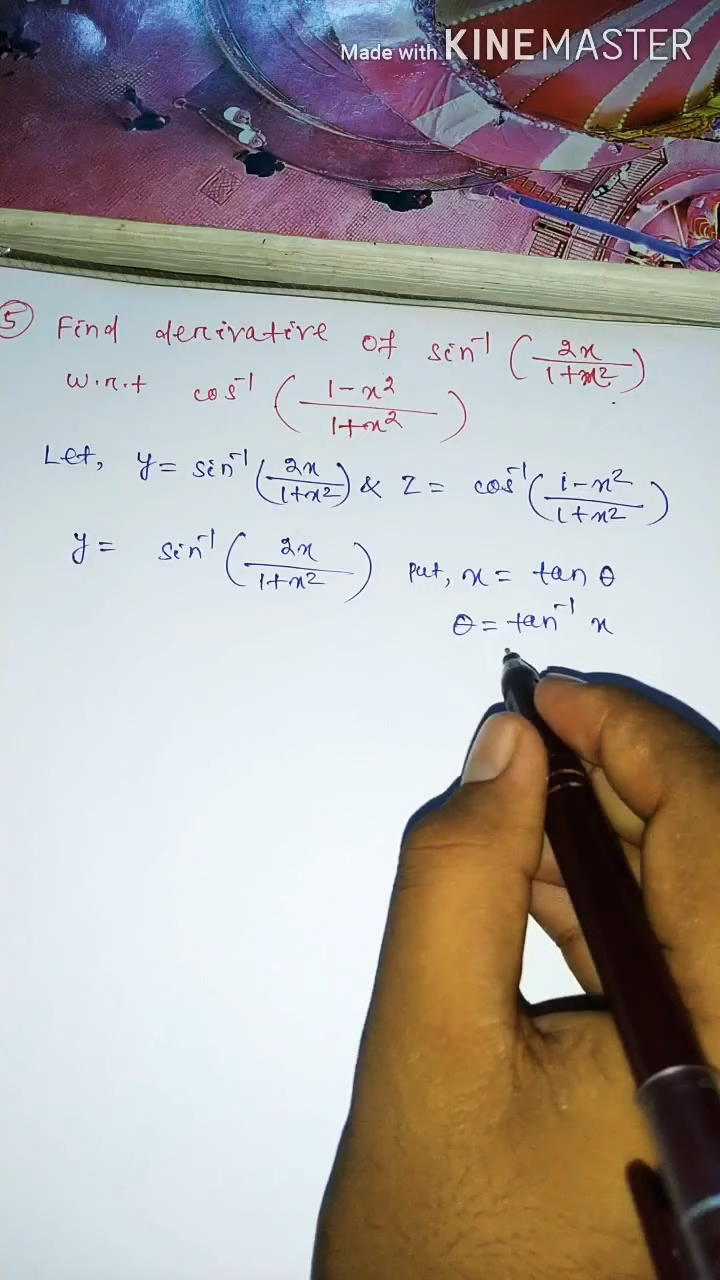 Made with KINEMASTER
⑤ Find derivative of sin⁻¹ (2x/1+x²)
w.r.t cos⁻¹ (1-x²/1+x²)
Let, y = sin⁻¹ (2x/1+x²) & Z = cos⁻¹ (1-x²/1+x²)
y = sin⁻¹ (2x/1+x²) Put, x = tan θ
θ = tan⁻¹ x